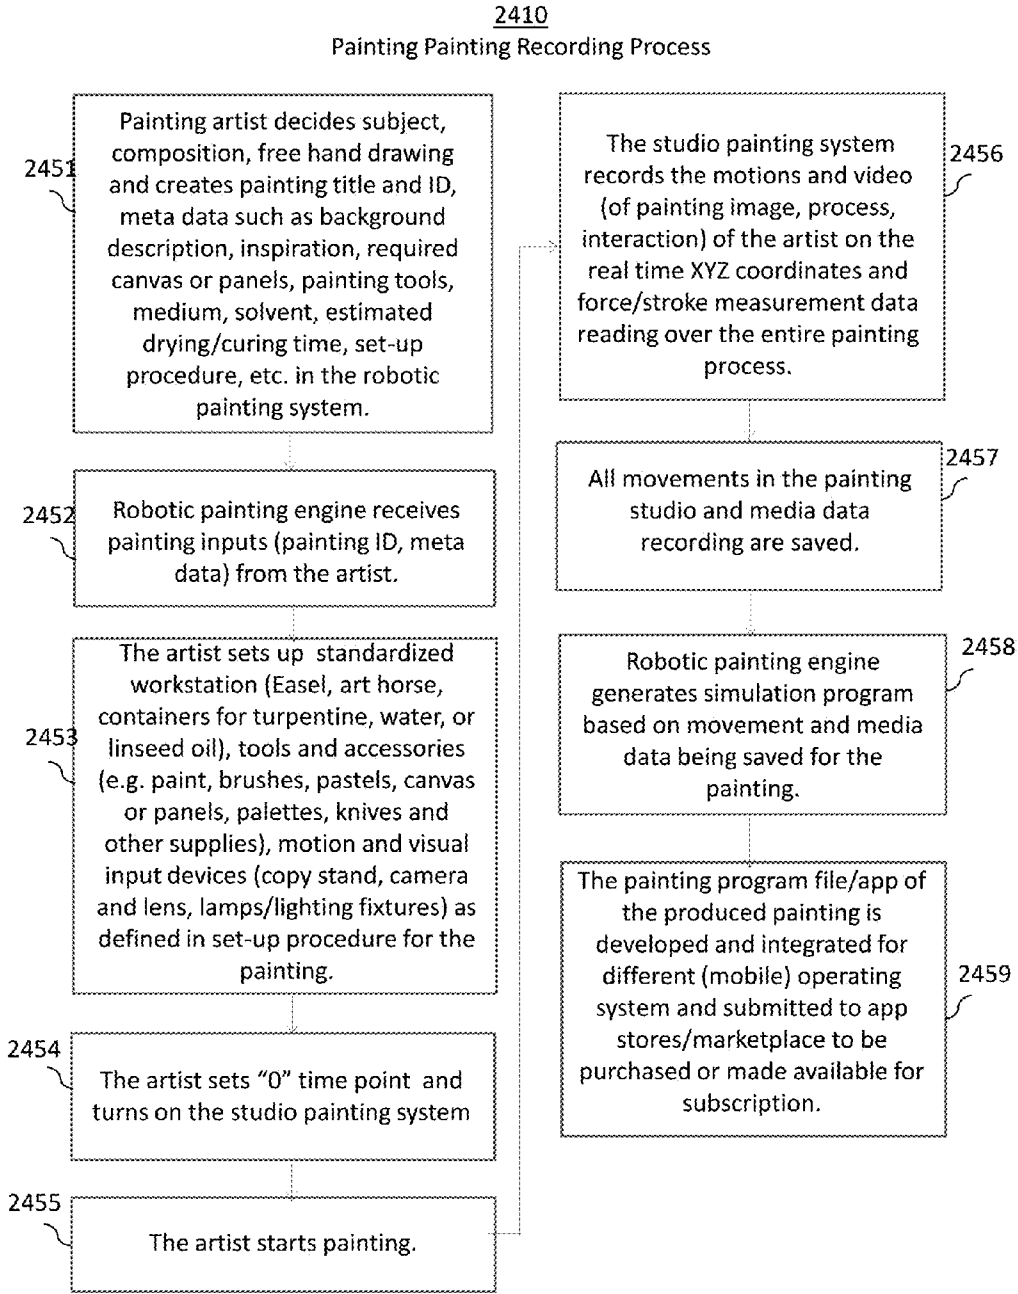 2410
Painting Painting Recording Process
2451
Painting artist decides subject,
composition, free hand drawing
and creates painting title and ID,
meta data such as background
description, inspiration, required
canvas or panels, painting tools,
medium, solvent, estimated
drying/curing time, set-up
procedure, etc. in the robotic
painting system.
2452
Robotic painting engine receives
painting inputs (painting ID, meta
data) from the artist.
2453
The artist sets up standardized
workstation (Easel, art horse,
containers for turpentine, water, or
linseed oil), tools and accessories
(e.g. paint, brushes, pastels, canvas
or panels, palettes, knives and
other supplies), motion and visual
input devices (copy stand, camera
and lens, lamps/lighting fixtures) as
defined in set-up procedure for the
painting.
2454
The artist sets “0” time point and
turns on the studio painting system
2455
The artist starts painting.
2456
The studio painting system
records the motions and video
(of painting image, process,
interaction) of the artist on the
real time XYZ coordinates and
force/stroke measurement data
reading over the entire painting
process.
2457
All movements in the painting
studio and media data
recording are saved.
2458
Robotic painting engine
generates simulation program
based on movement and media
data being saved for the
painting.
2459
The painting program file/app of
the produced painting is
developed and integrated for
different (mobile) operating
system and submitted to app
stores/marketplace to be
purchased or made available for
subscription.